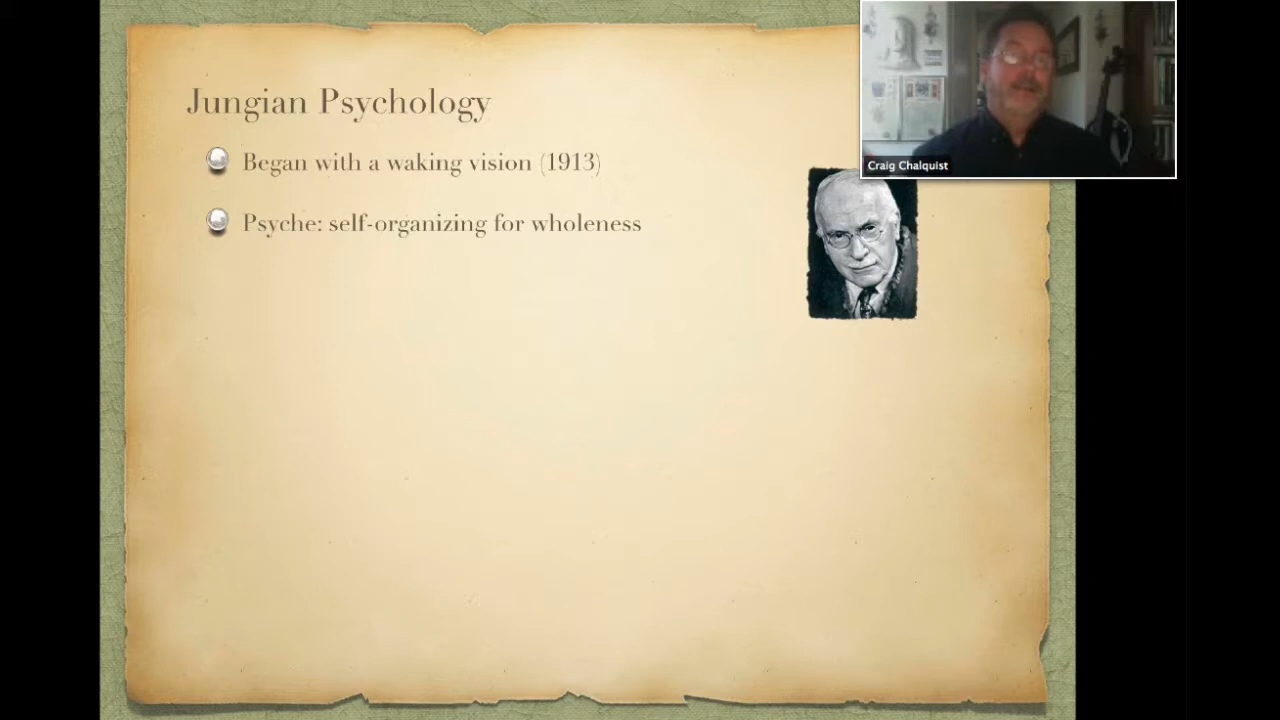 Jungian Psychology
Began with a waking vision (1913)
Psyche: self-organizing for wholeness
Craig Chalquist